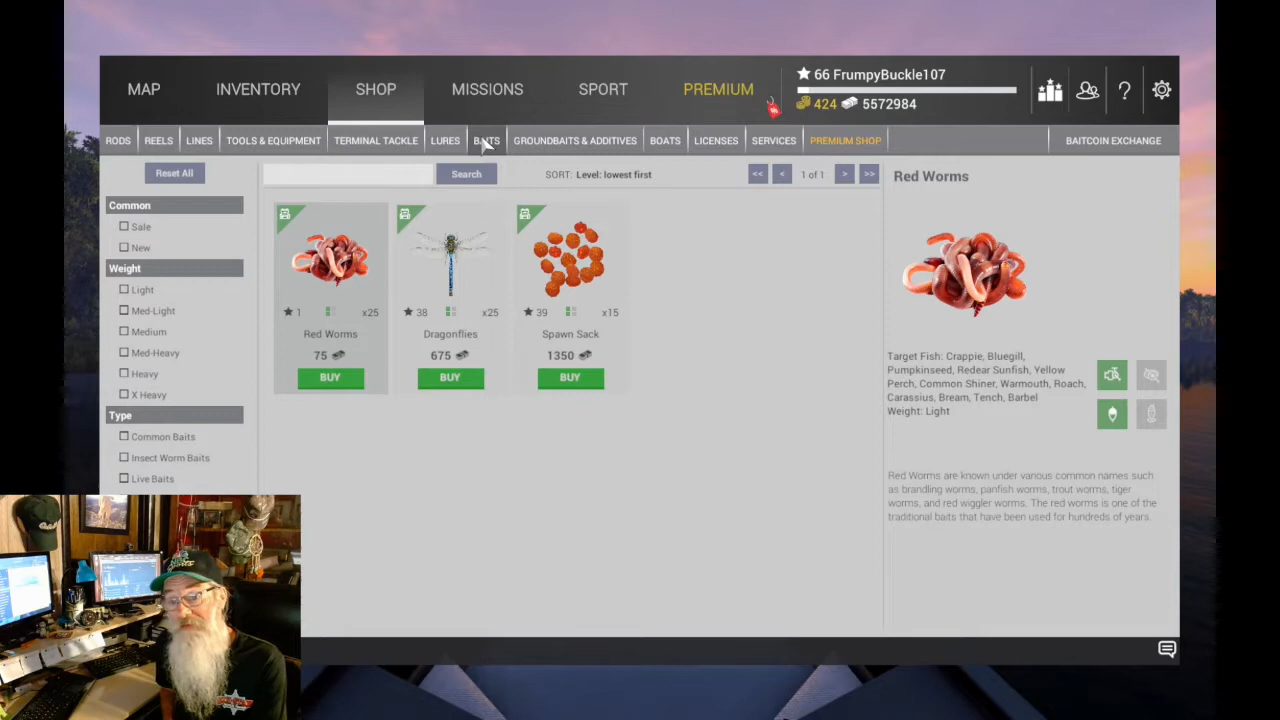 MAP
INVENTORY
SHOP
MISSIONS
SPORT
PREMIUM
66 FrumpyBuckle107
424 5572984
RODS
REELS
LINES
TOOLS & EQUIPMENT
TERMINAL TACKLE
LURES
BAITS
GROUNDBAITS & ADDITIVES
BOATS
LICENSES
SERVICES
PREMIUM SHOP
BAITCOIN EXCHANGE
Reset All
Common
Sale
New
Weight
Light
Med-Light
Medium
Med-Heavy
Heavy
X Heavy
Type
Common Baits
Insect Worm Baits
Live Baits
Search
SORT: Level: lowest first
<< < 1 of 1 > >>
1 x25
Red Worms
75
BUY
38 x25
Dragonflies
675
BUY
39 x15
Spawn Sack
1350
BUY
Red Worms
Target Fish: Crappie, Bluegill,
Pumpkinseed, Redear Sunfish, Yellow
Perch, Common Shiner, Warmouth, Roach,
Carassius, Bream, Tench, Barbel
Weight: Light
Red Worms are known under various common names such
as brandling worms, panfish worms, trout worms, tiger
worms, and red wiggler worms. The red worms is one of the
traditional baits that have been used for hundreds of years.